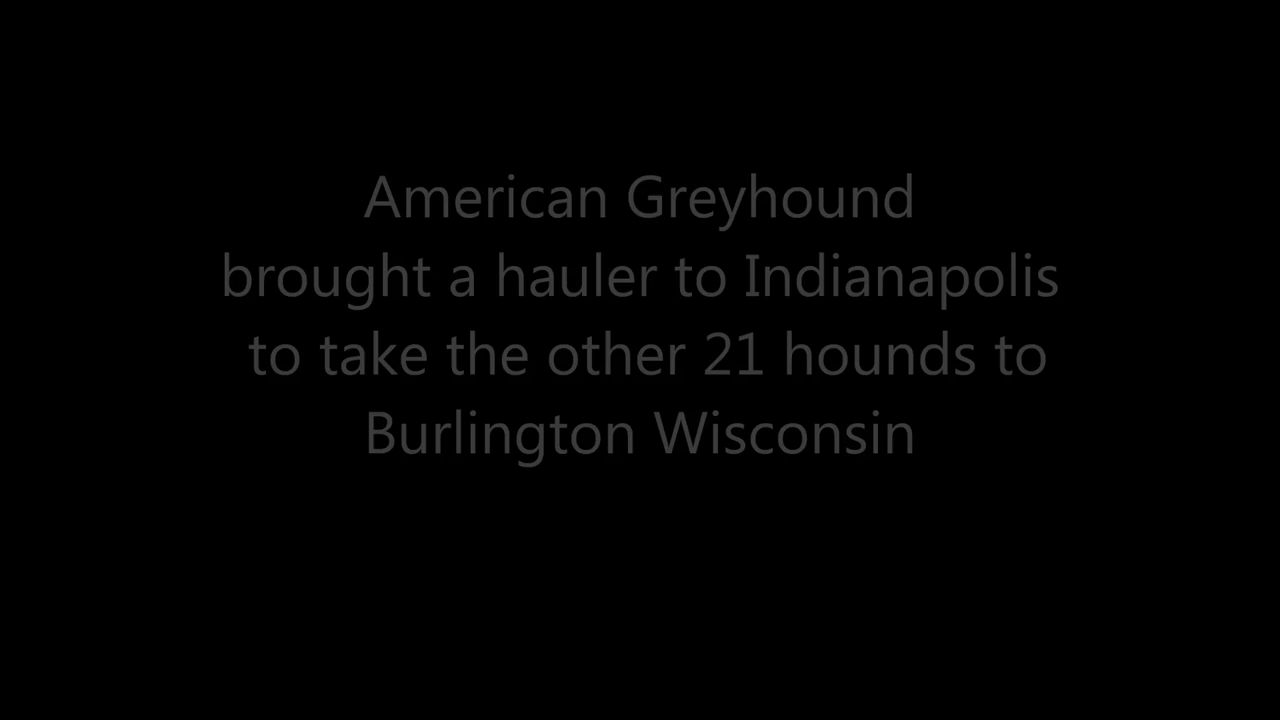 American Greyhound
brought a hauler to Indianapolis
to take the other 21 hounds to
Burlington Wisconsin